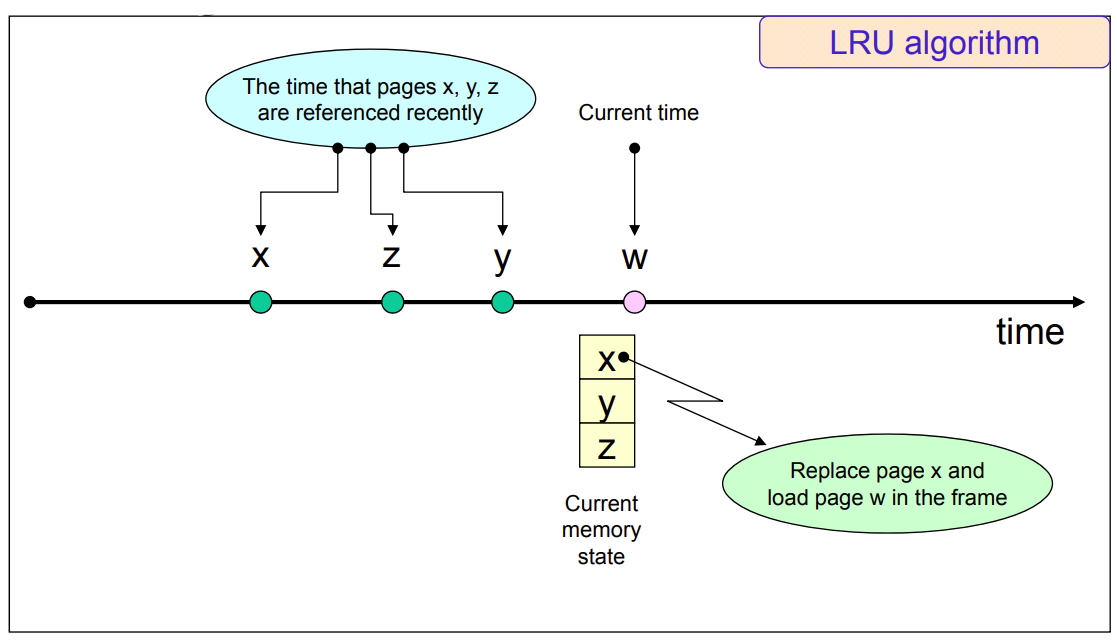 LRU algorithm
The time that pages x, y, z
are referenced recently
Current time
x
z
y
w
time
x
y
z
Replace page x and
load page w in the frame
Current
memory
state